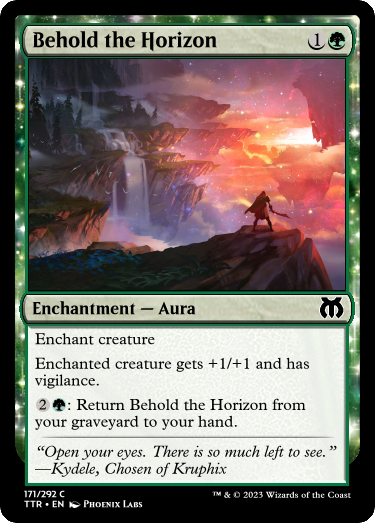 Behold the Horizon 1
Enchantment — Aura
Enchant creature
Enchanted creature gets +1/+1 and has
vigilance.
2: Return Behold the Horizon from
your graveyard to your hand.
“Open your eyes. There is so much left to see.”
—Kydele, Chosen of Kruphix
171/292 C
TTR • EN Phoenix Labs
™ & © 2023 Wizards of the Coast